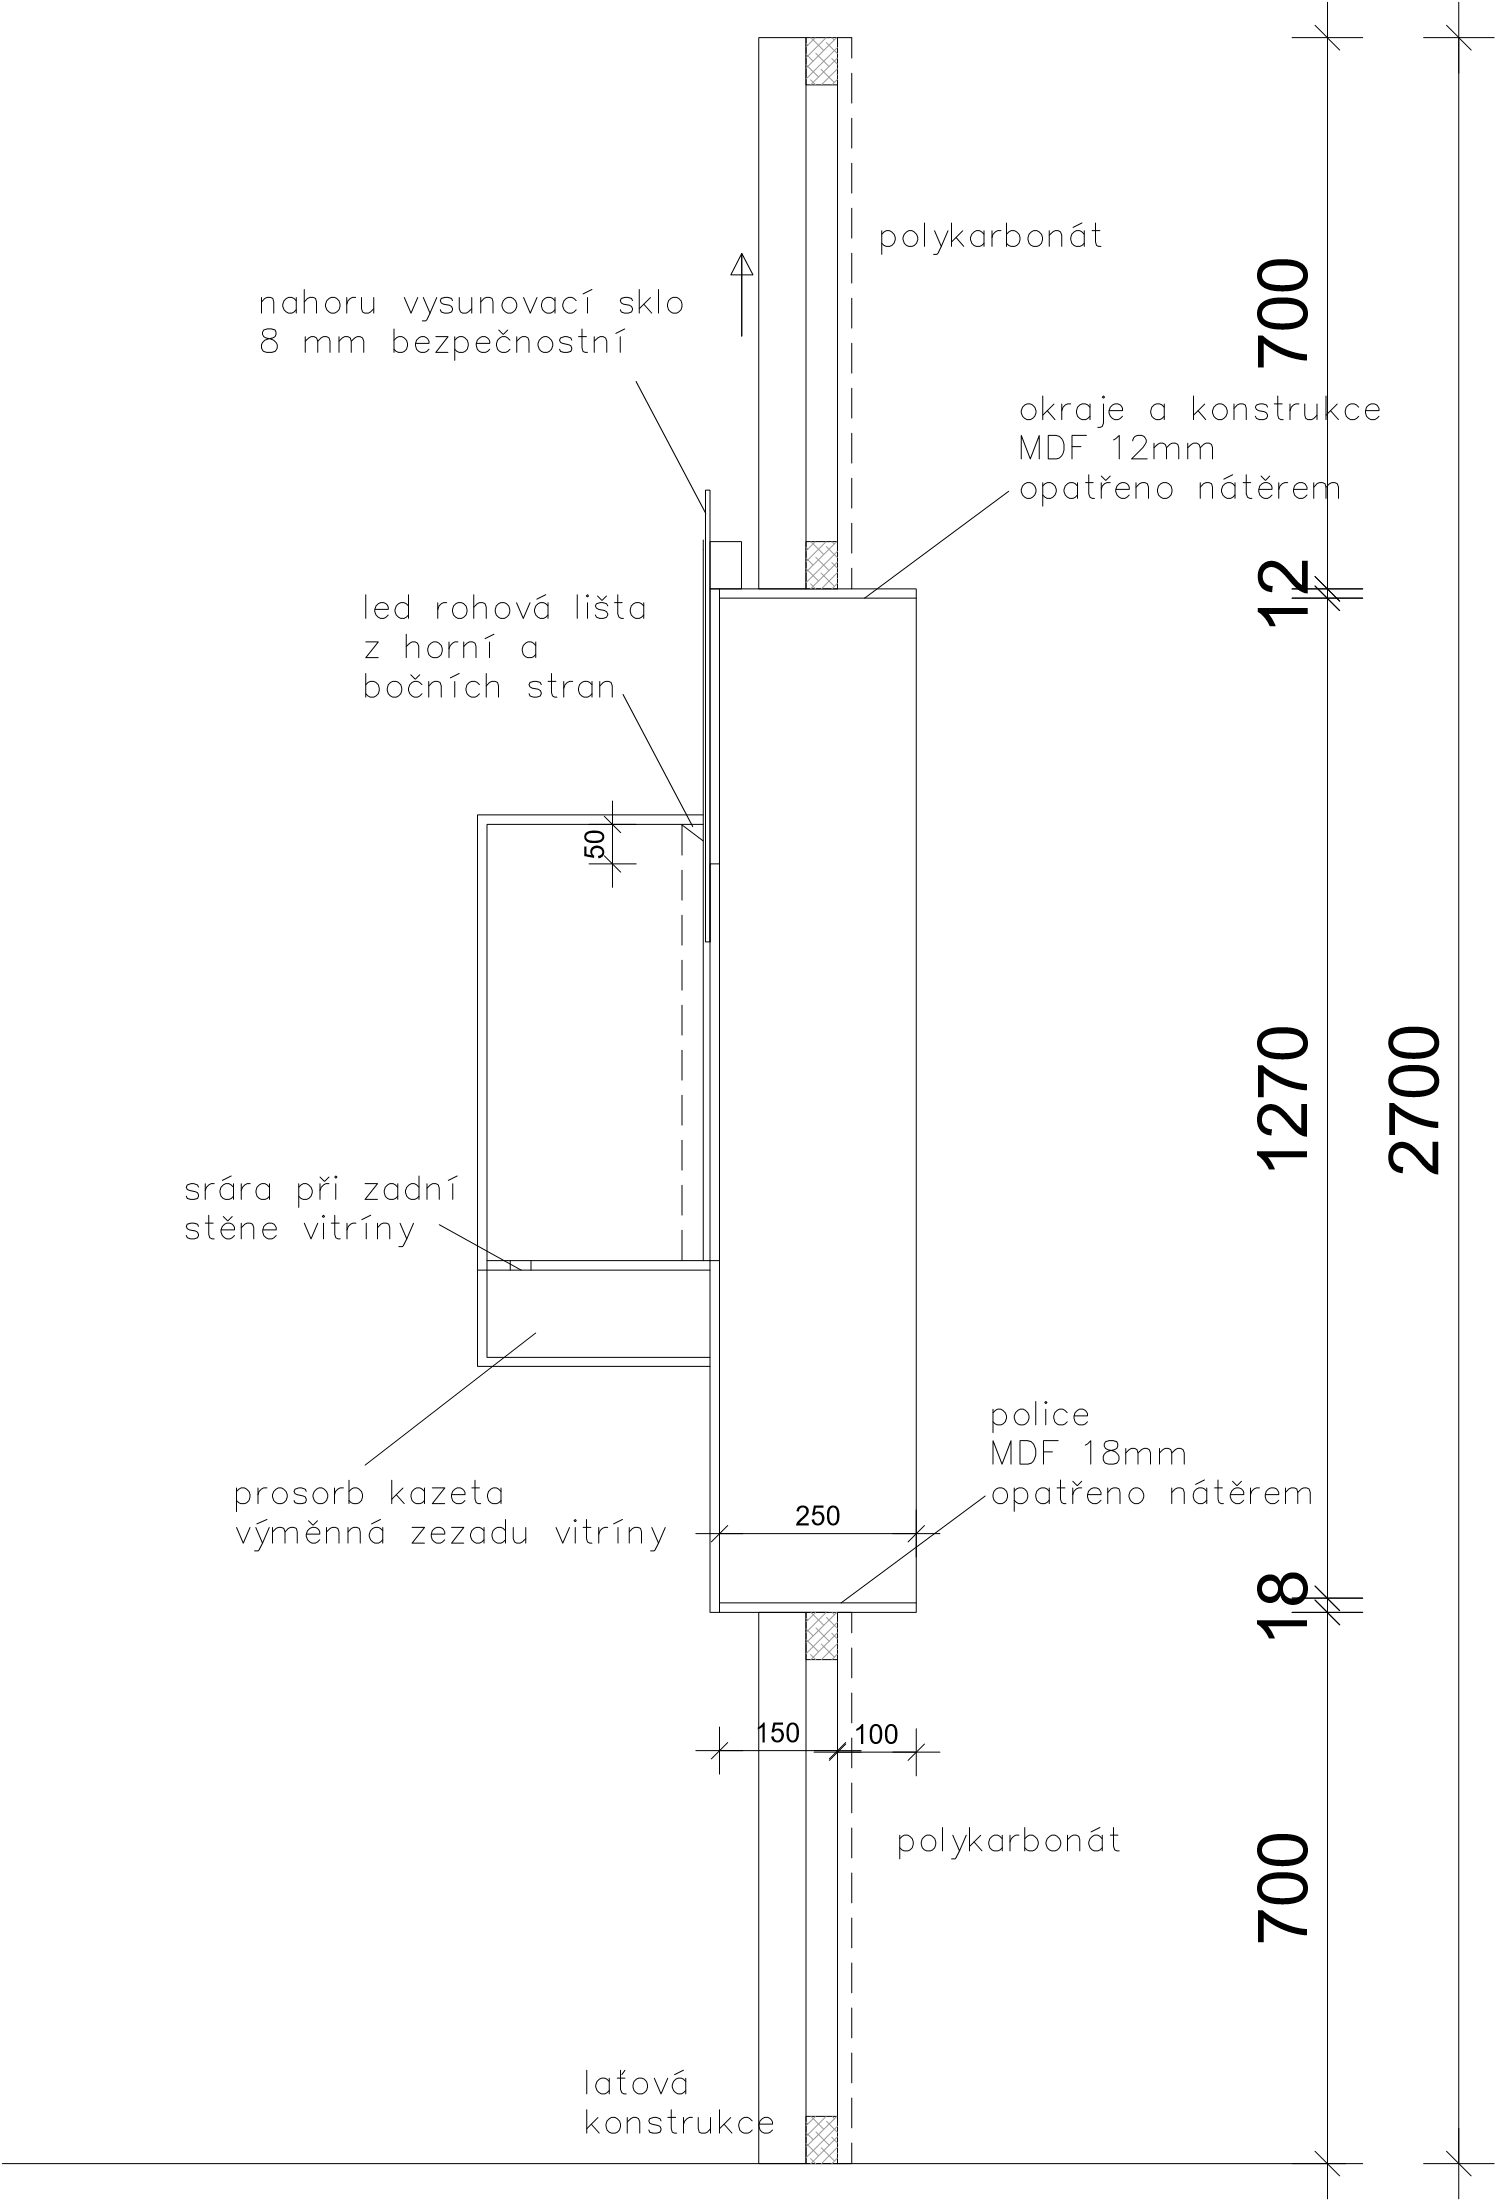 polykarbonát
nahoru vysunovací sklo
8 mm bezpečnostní
700
okraje a konstrukce
MDF 12mm
opatřeno nátěrem
12
led rohová lišta
z horní a
bočních stran
50
1270
2700
srára při zadní
stěne vitríny
prosorb kazeta
výměnná zezadu vitríny
police
MDF 18mm
opatřeno nátěrem
250
18
150
100
polykarbonát
700
laťová
konstrukce